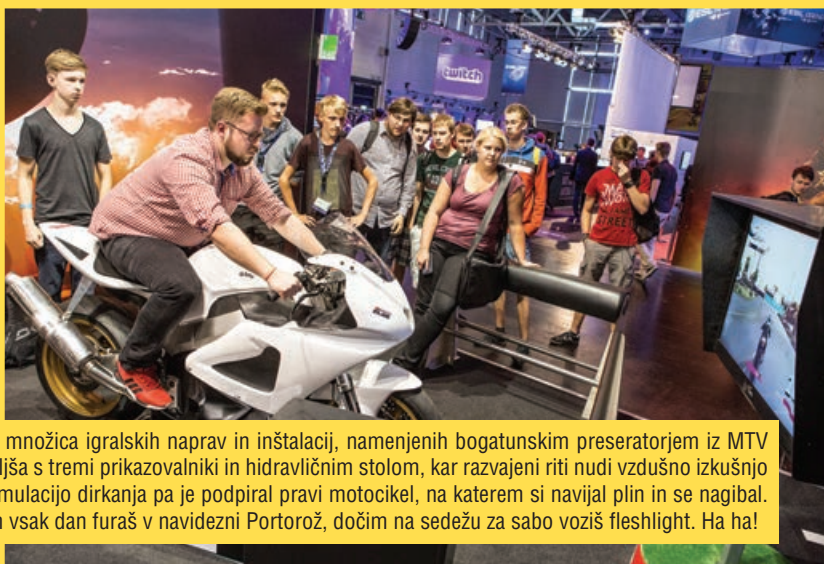 twitch
množica igralskih naprav in inštalacij, namenjenih bogatunskim preseratorjem iz MTV
ljša s tremi prikazovalniki in hidravličnim stolom, kar razvajeni riti nudi vzdušno izkušnjo
mulacijo dirkanja pa je podpiral pravi motocikel, na katerem si navijal plin in se nagibal.
vsak dan furaš v navidezni Portorož, dočim na sedežu za sabo voziš fleshlight. Ha ha!